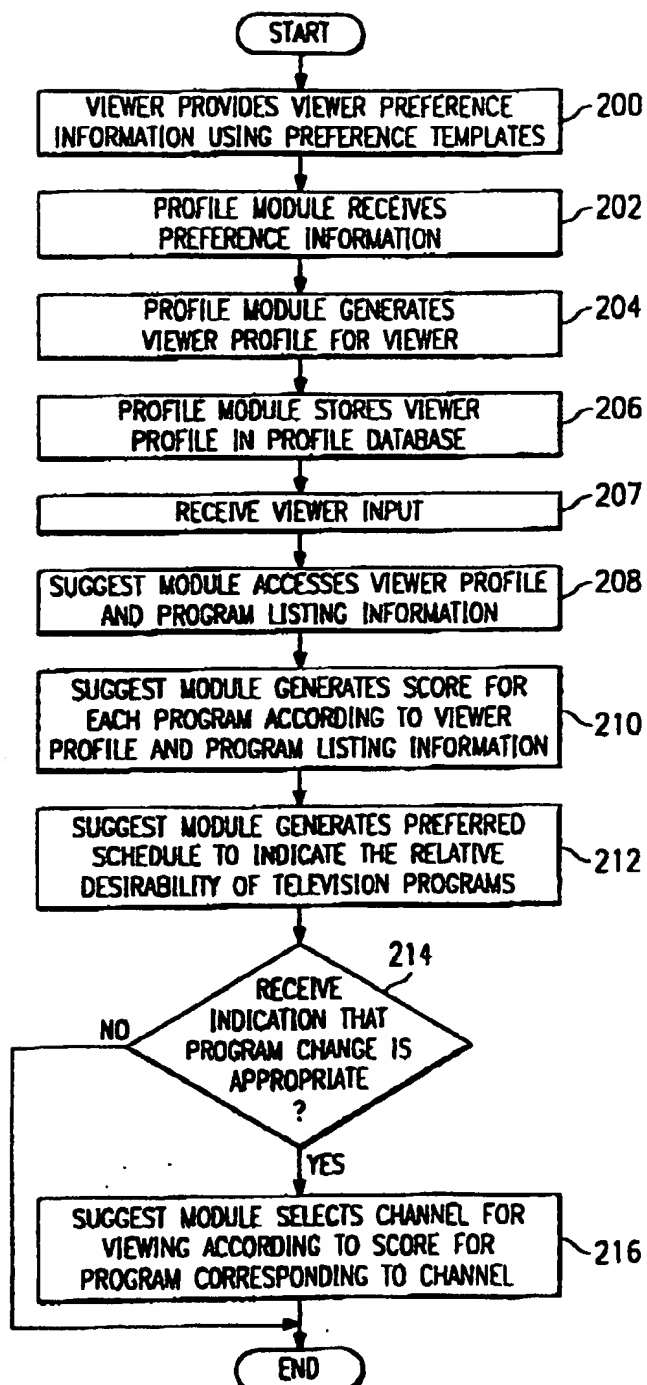 START
VIEWER PROVIDES VIEWER PREFERENCE
INFORMATION USING PREFERENCE TEMPLATES
200
PROFILE MODULE RECEIVES
PREFERENCE INFORMATION
202
PROFILE MODULE GENERATES
VIEWER PROFILE FOR VIEWER
204
PROFILE MODULE STORES VIEWER
PROFILE IN PROFILE DATABASE
206
RECEIVE VIEWER INPUT
207
SUGGEST MODULE ACCESSES VIEWER PROFILE
AND PROGRAM LISTING INFORMATION
208
SUGGEST MODULE GENERATES SCORE FOR
EACH PROGRAM ACCORDING TO VIEWER
PROFILE AND PROGRAM LISTING INFORMATION
210
SUGGEST MODULE GENERATES PREFERRED
SCHEDULE TO INDICATE THE RELATIVE
DESIRABILITY OF TELEVISION PROGRAMS
212
214
RECEIVE
INDICATION THAT
PROGRAM CHANGE IS
APPROPRIATE
?
NO
YES
SUGGEST MODULE SELECTS CHANNEL FOR
VIEWING ACCORDING TO SCORE FOR
PROGRAM CORRESPONDING TO CHANNEL
216
END